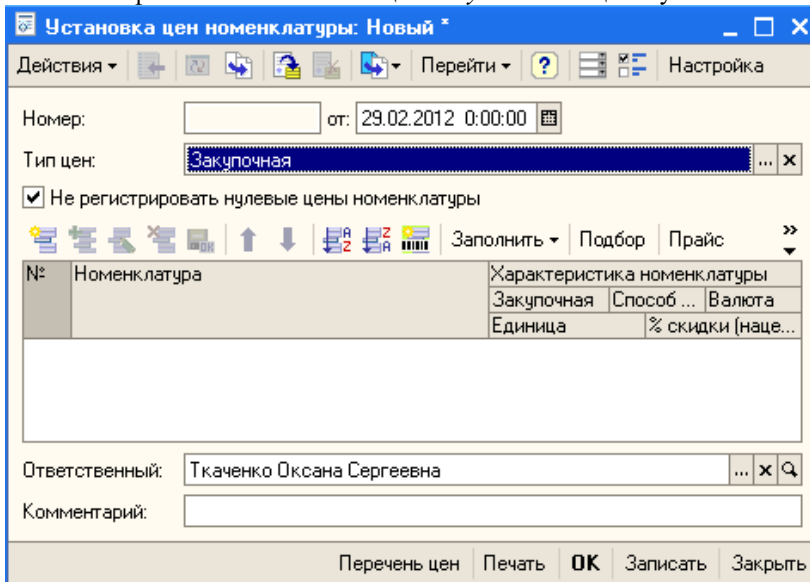 Установка цен номенклатуры: Новый *
Действия Перейти ? Настройка
Номер: от: 29.02.2012 0:00:00
Тип цен: Закупочная ... x
Не регистрировать нулевые цены номенклатуры
Заполнить Подбор Прайс »
№ Номенклатура Характеристика номенклатуры
Закупочная Способ ... Валюта
Единица % скидки (наце...
Ответственный: Ткаченко Оксана Сергеевна ... x
Комментарий:
Перечень цен Печать OK Записать Закрыть